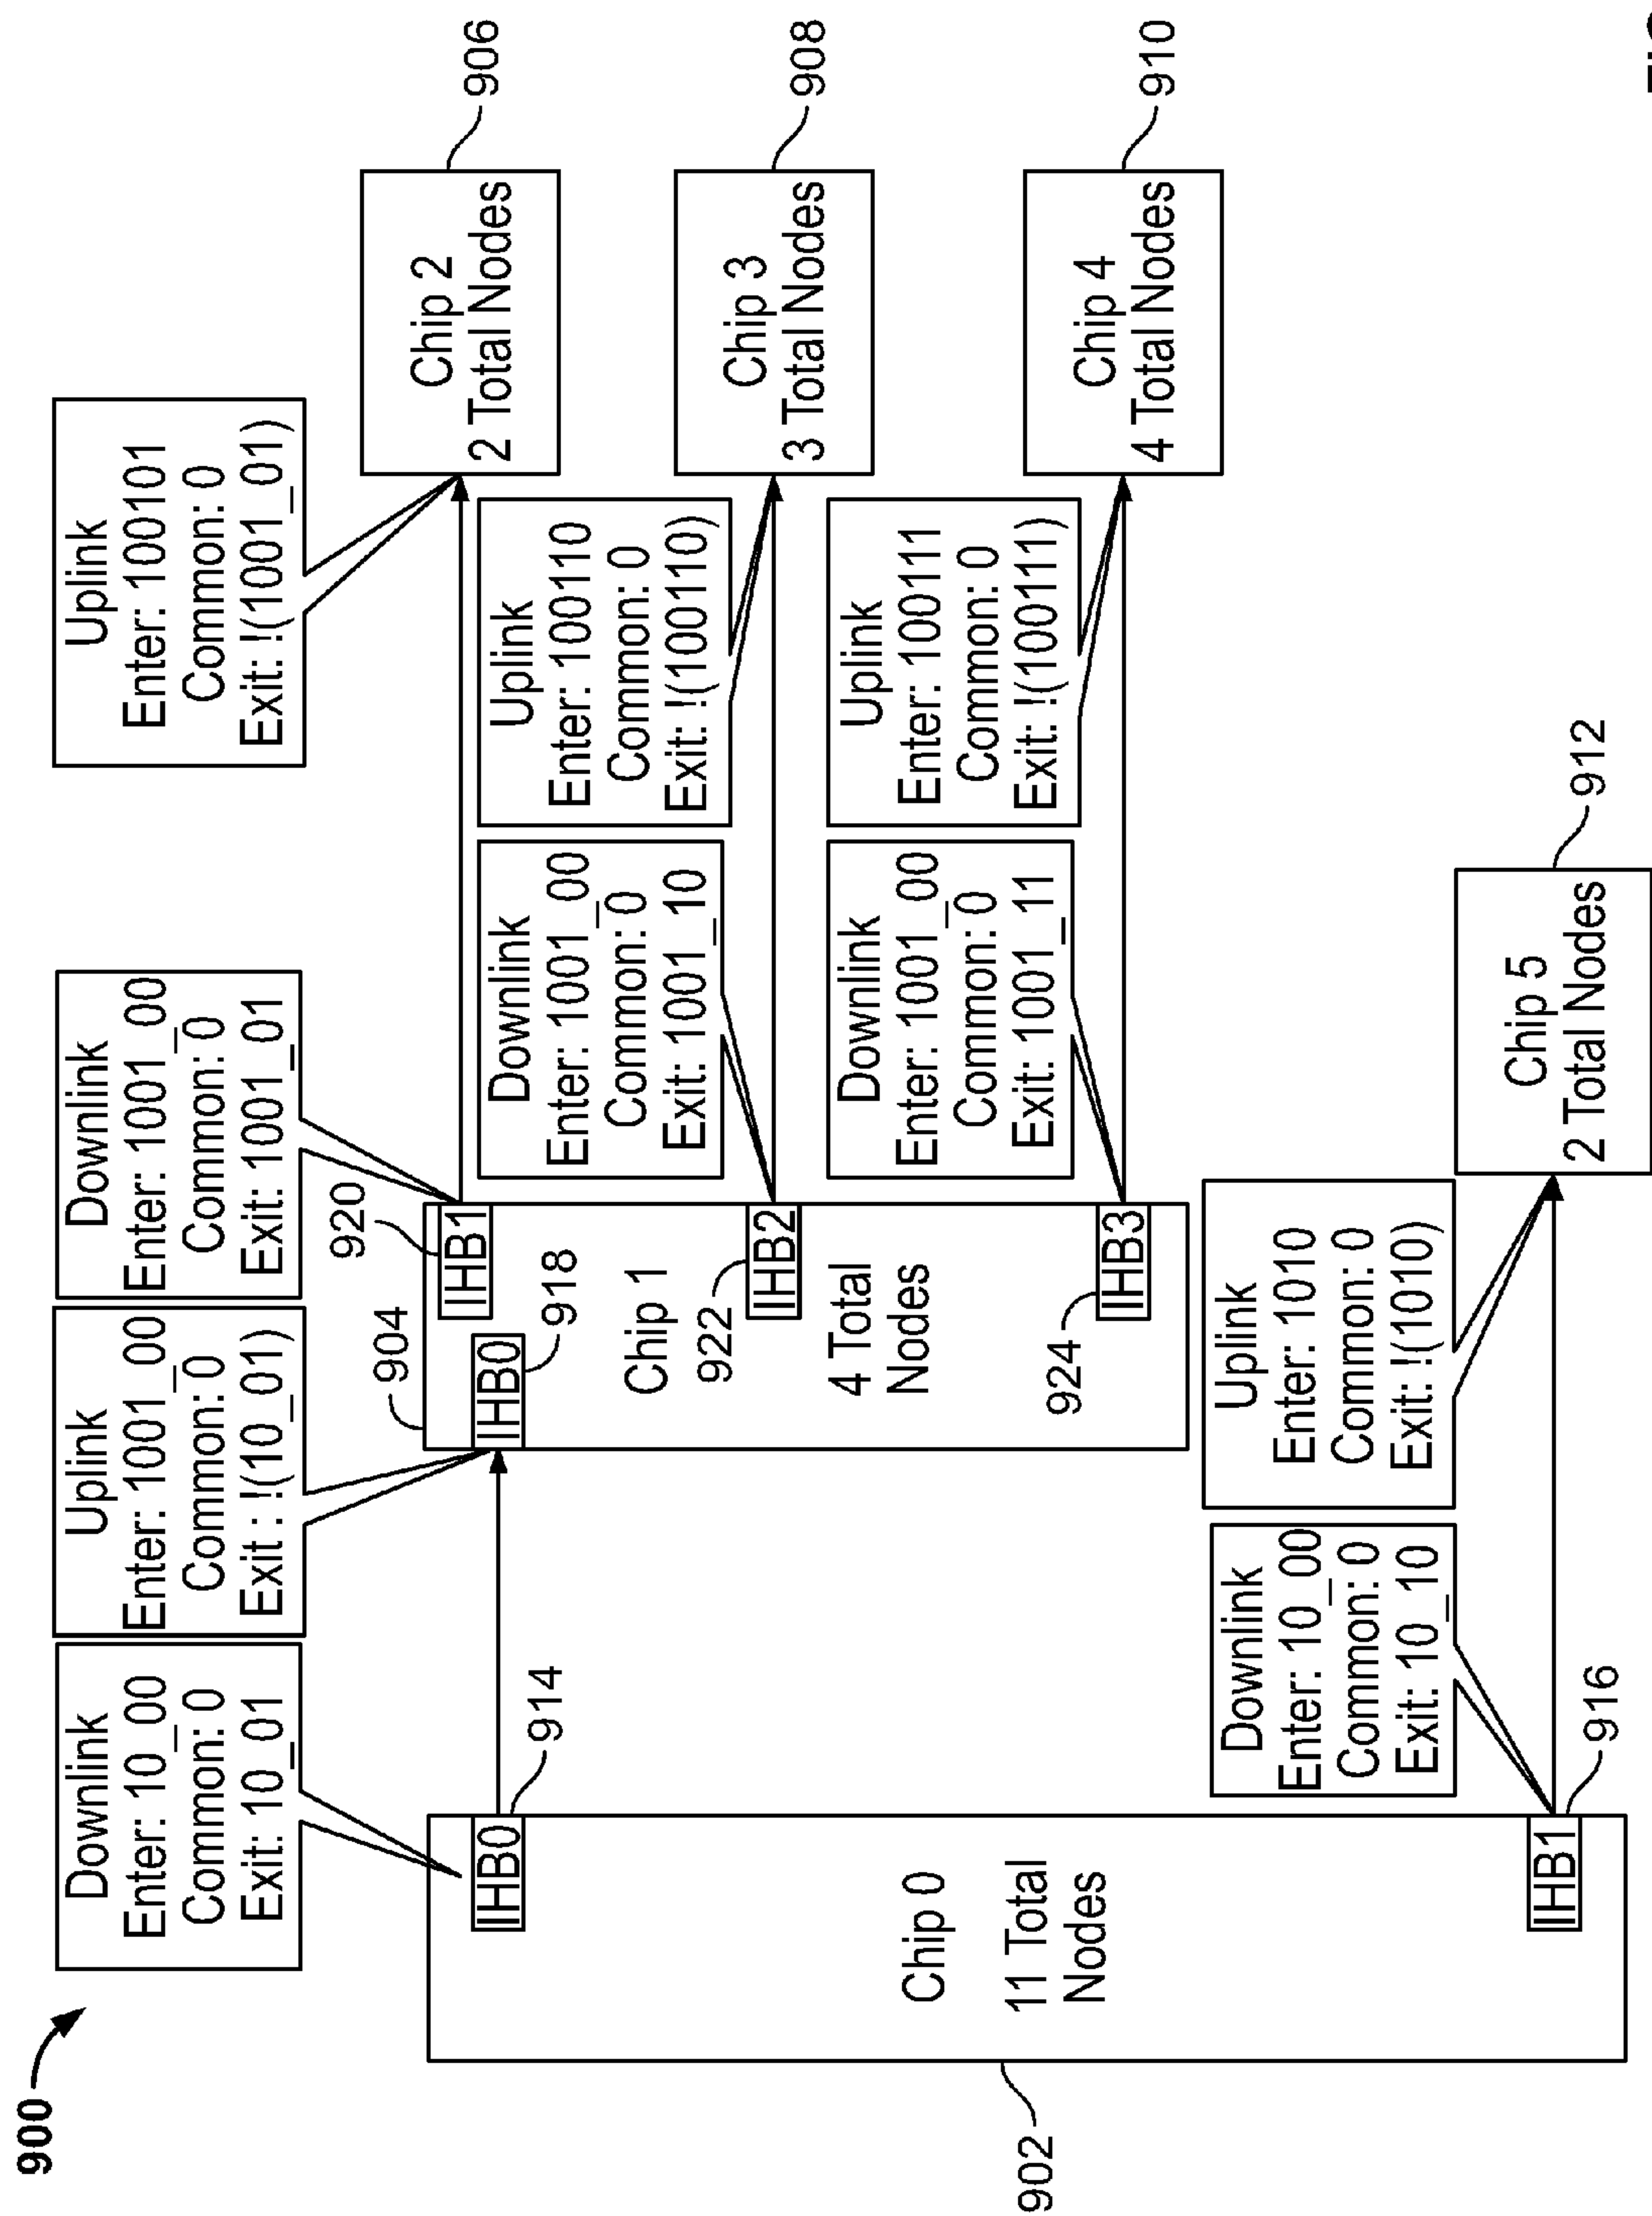 900
Downlink
Enter: 10_00
Common: 0
Exit: 10_01
Uplink
Enter: 1001_00
Common: 0
Exit : !(10_01)
Downlink
Enter: 1001_00
Common: 0
Exit: 1001_01
Uplink
Enter: 100101
Common: 0
Exit: !(1001_01)
902
Chip 0
11 Total
Nodes
IHB0
914
IHB1
916
904
IHB0
918
Chip 1
4 Total
Nodes
IHB1
920
IHB2
922
IHB3
924
Chip 2
2 Total Nodes
906
Downlink
Enter: 1001_00
Common: 0
Exit: 1001_10
Uplink
Enter: 100110
Common: 0
Exit: !(100110)
Chip 3
3 Total Nodes
908
Downlink
Enter: 1001_00
Common: 0
Exit: 1001_11
Uplink
Enter: 100111
Common: 0
Exit: !(100111)
Chip 4
4 Total Nodes
910
Downlink
Enter: 10_00
Common: 0
Exit: 10_10
Uplink
Enter: 1010
Common: 0
Exit: !(1010)
Chip 5
2 Total Nodes
912